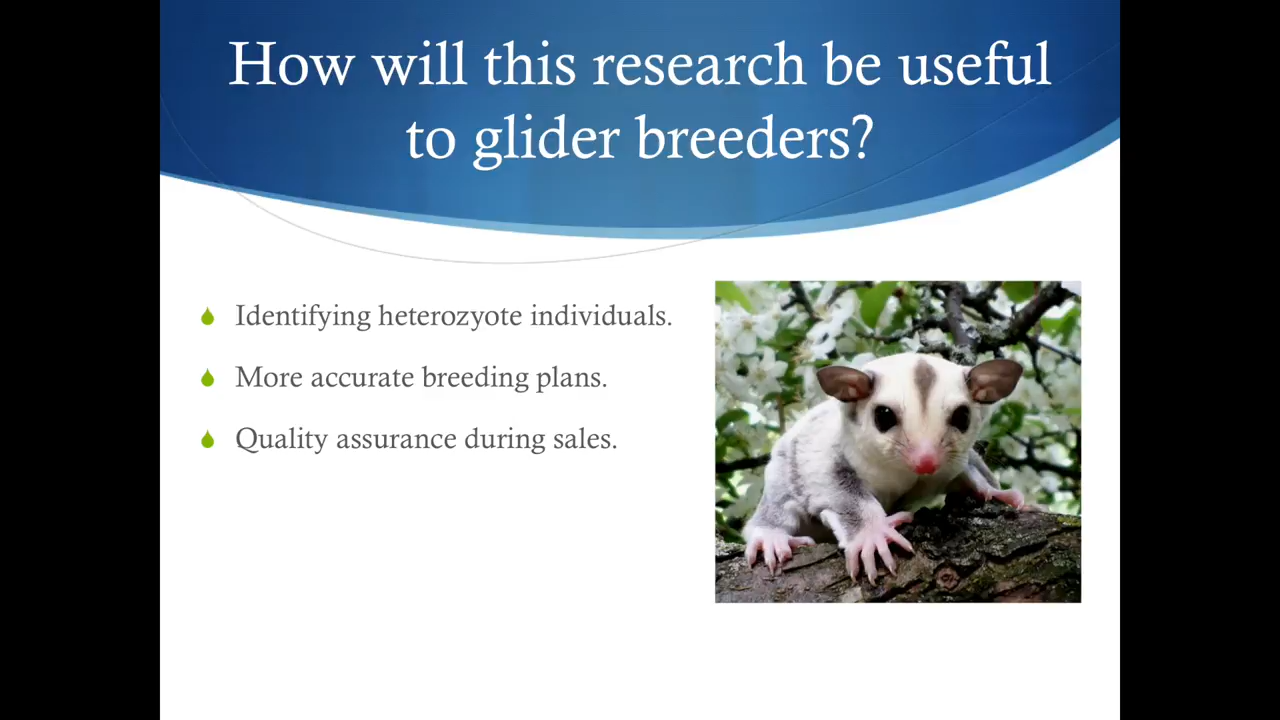 How will this research be useful
to glider breeders?
Identifying heterozyote individuals.
More accurate breeding plans.
Quality assurance during sales.